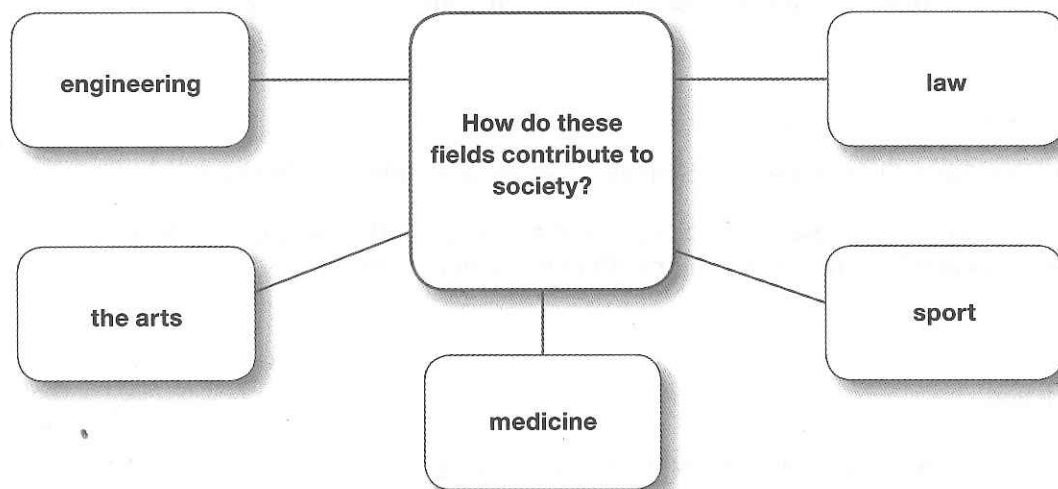 engineering
How do these
fields contribute to
society?
law
the arts
sport
medicine